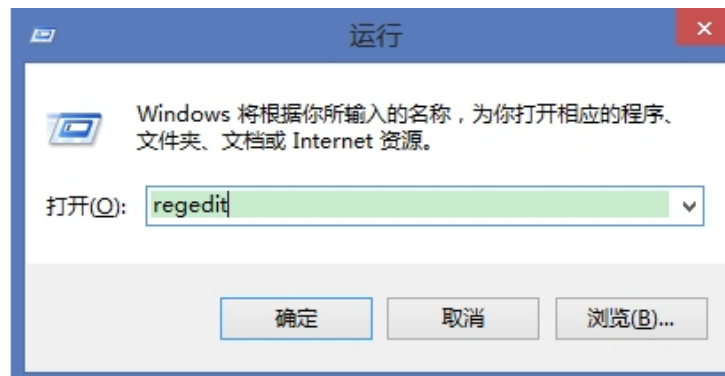 运行
Windows 将根据你所输入的名称，为你打开相应的程序、
文件夹、文档或 Internet 资源。
打开(O): regedit
确定 取消 浏览(B)...